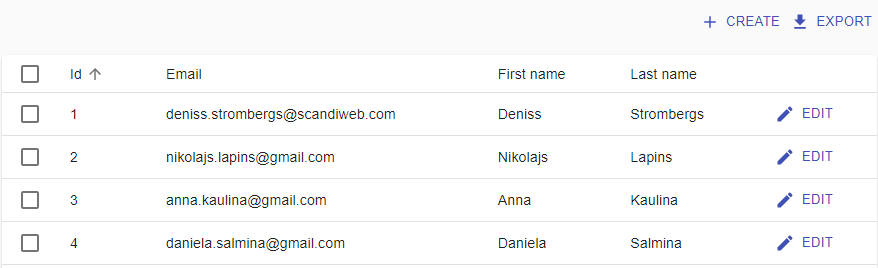 CREATE EXPORT
Id Email First name Last name
1 deniss.strombergs@scandiweb.com Deniss Strombergs EDIT
2 nikolajs.lapins@gmail.com Nikolajs Lapins EDIT
3 anna.kaulina@gmail.com Anna Kaulina EDIT
4 daniela.salmina@gmail.com Daniela Salmina EDIT